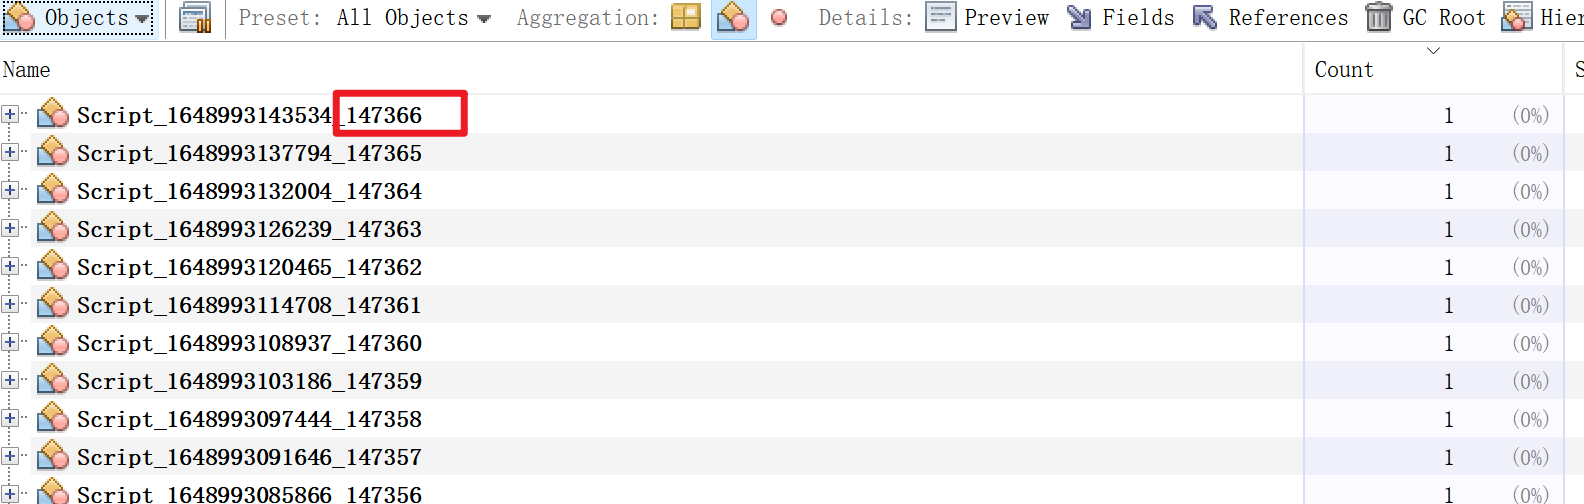 Objects Preset: All Objects Aggregation: Details: Preview Fields References GC Root Hier
Name Count S
Script_1648993143534_147366 1 (0%)
Script_1648993137794_147365 1 (0%)
Script_1648993132004_147364 1 (0%)
Script_1648993126239_147363 1 (0%)
Script_1648993120465_147362 1 (0%)
Script_1648993114708_147361 1 (0%)
Script_1648993108937_147360 1 (0%)
Script_1648993103186_147359 1 (0%)
Script_1648993097444_147358 1 (0%)
Script_1648993091646_147357 1 (0%)
Script_1648993085866_147356 1 (0%)